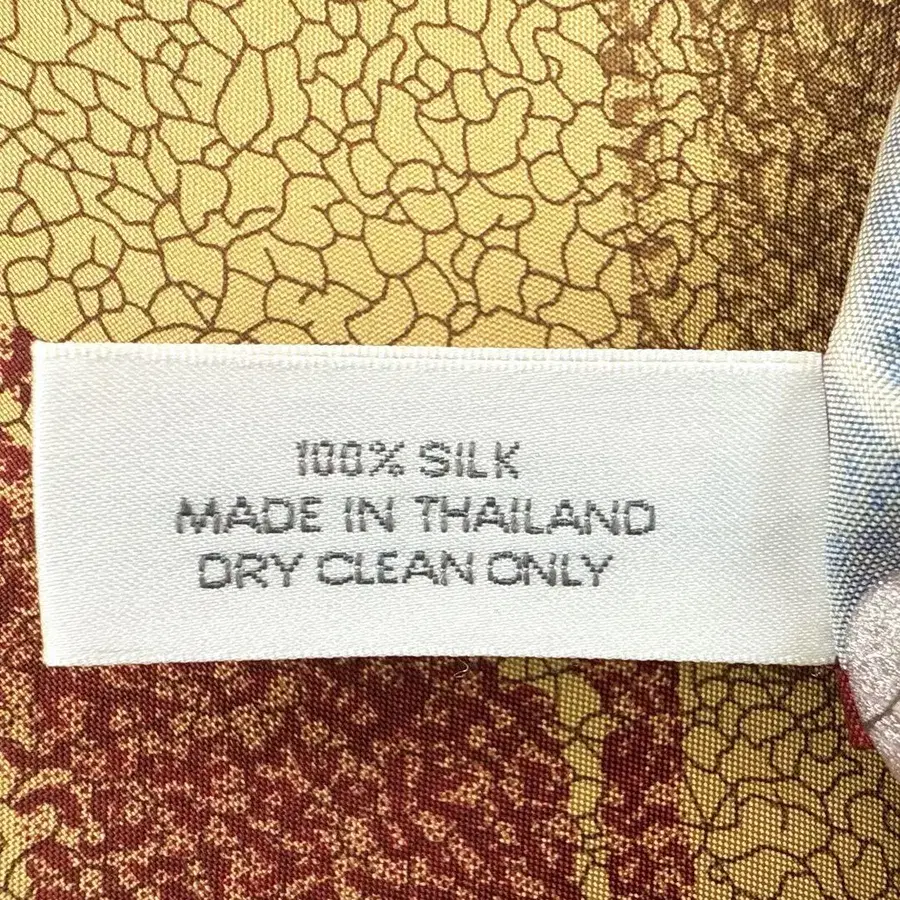 100% SILK
MADE IN THAILAND
DRY CLEAN ONLY